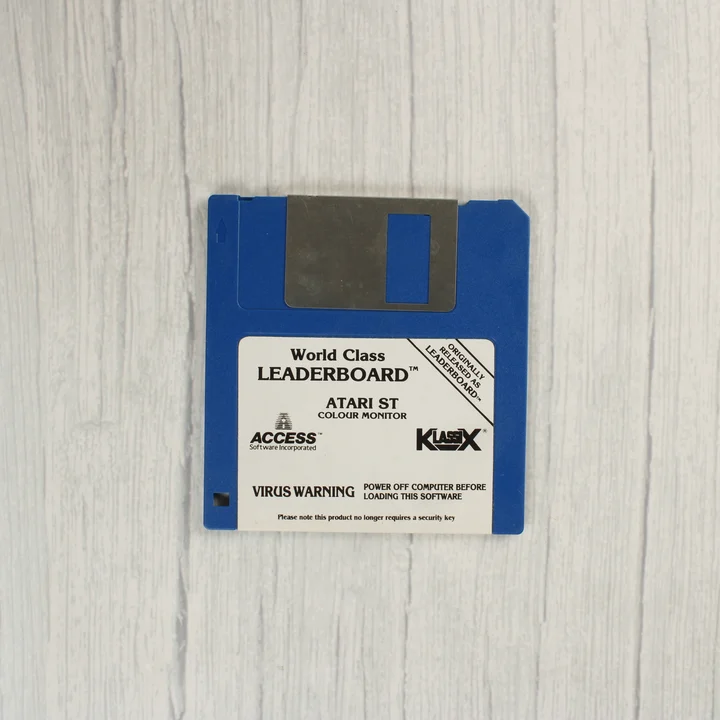 World Class
LEADERBOARD™
ORIGINALLY
RELEASED AS
LEADERBOARD™
ATARI ST
COLOUR MONITOR
ACCESS™
Software Incorporated
KLASSIX®
VIRUS WARNING
POWER OFF COMPUTER BEFORE
LOADING THIS SOFTWARE
Please note this product no longer requires a security key